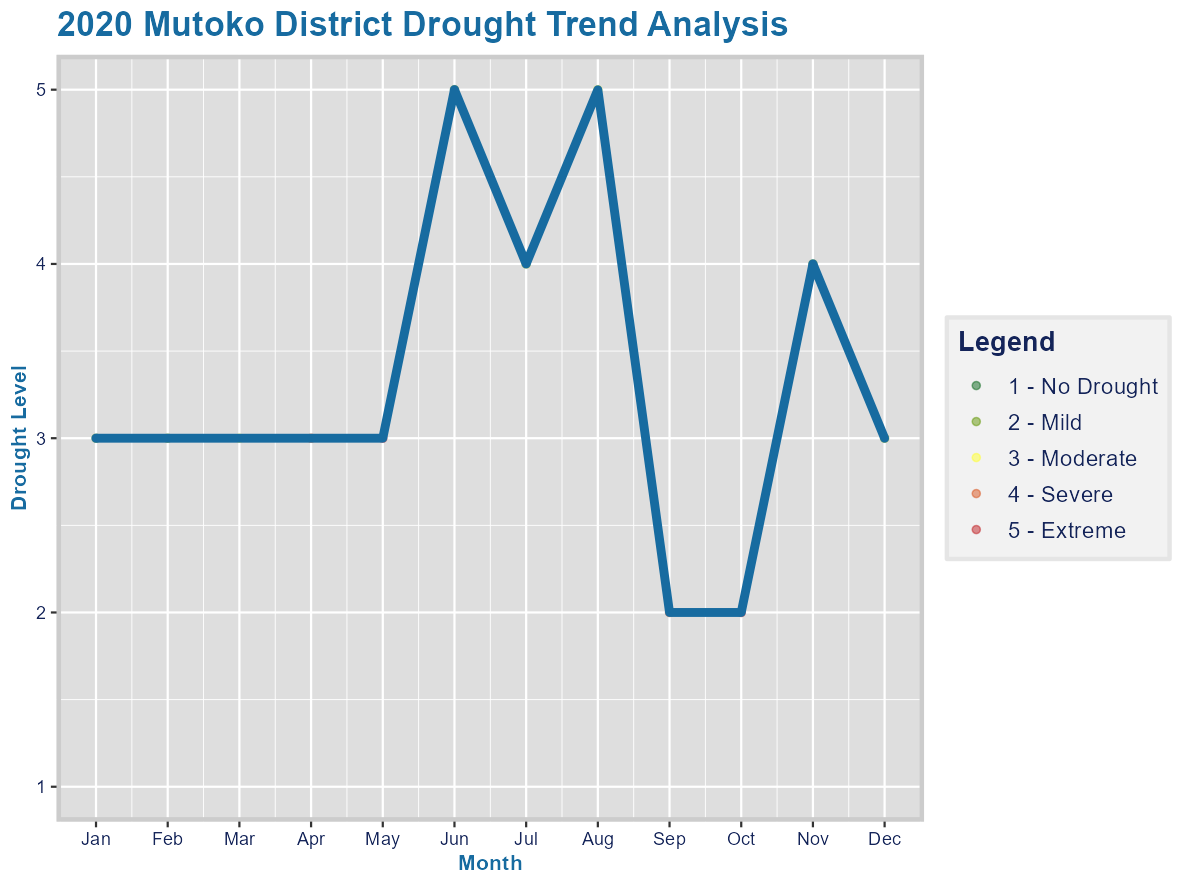 2020 Mutoko District Drought Trend Analysis
Drought Level
5
4
3
2
1
Jan Feb Mar Apr May Jun Jul Aug Sep Oct Nov Dec
Month
Legend
1 - No Drought
2 - Mild
3 - Moderate
4 - Severe
5 - Extreme